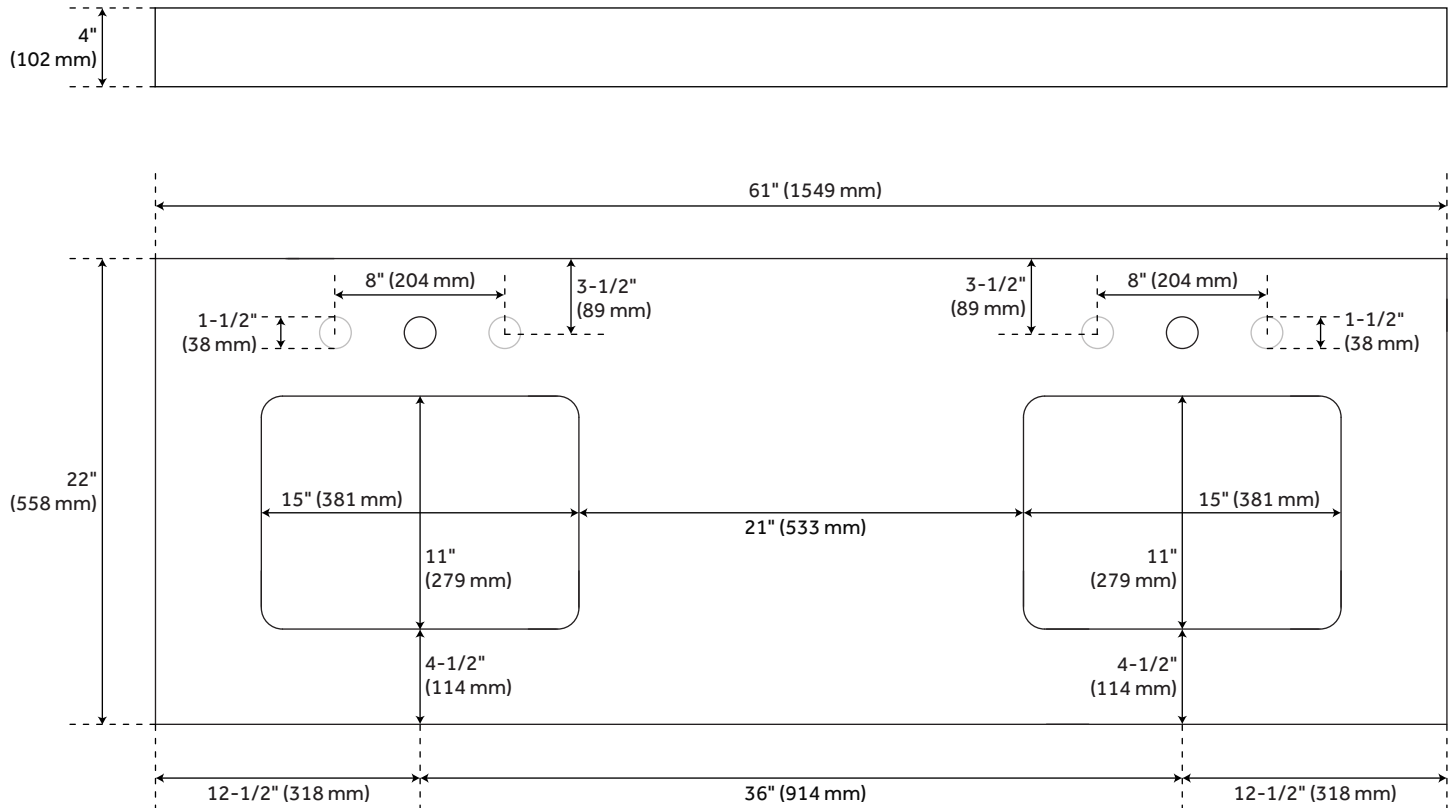 4"
(102 mm)
61" (1549 mm)
8" (204 mm)
3-1/2"
(89 mm)
3-1/2"
(89 mm)
8" (204 mm)
1-1/2"
(38 mm)
1-1/2"
(38 mm)
22"
(558 mm)
15" (381 mm)
21" (533 mm)
15" (381 mm)
11"
(279 mm)
11"
(279 mm)
4-1/2"
(114 mm)
4-1/2"
(114 mm)
12-1/2" (318 mm)
36" (914 mm)
12-1/2" (318 mm)